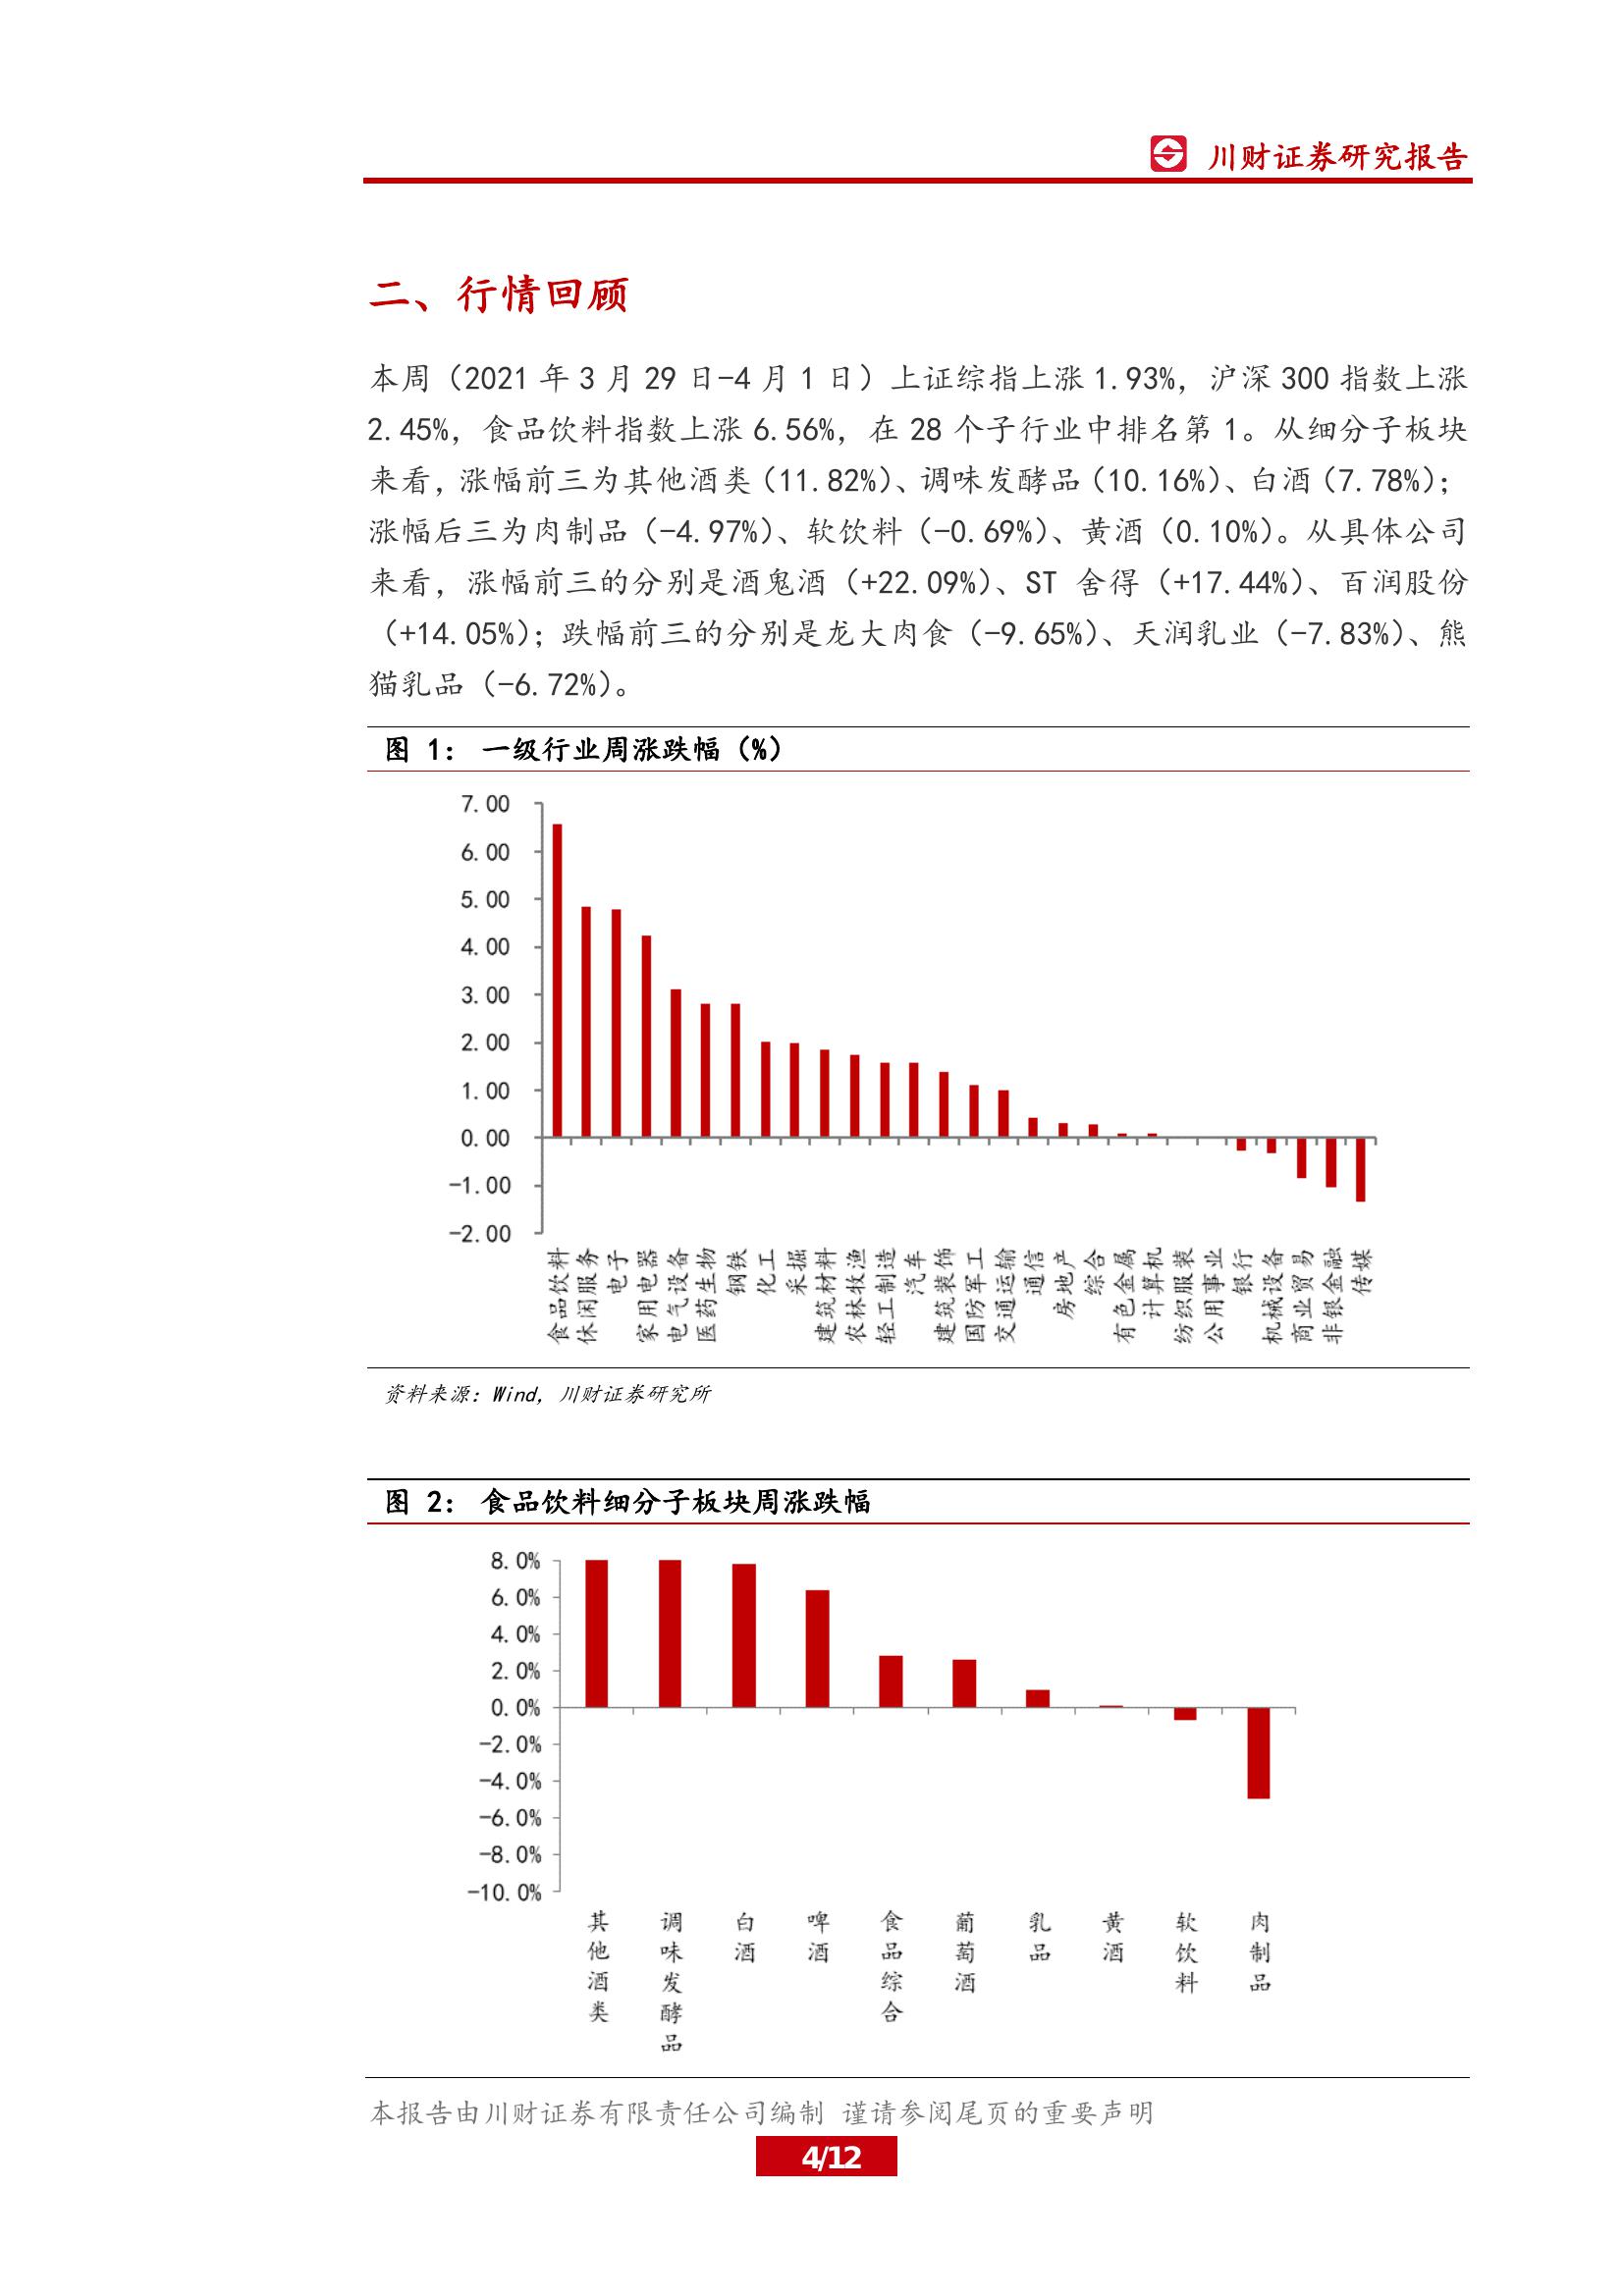 川财证券研究报告
二、行情回顾
本周（2021 年 3 月 29 日-4 月 1 日）上证综指上涨 1.93%，沪深 300 指数上涨
2.45%，食品饮料指数上涨 6.56%，在 28 个子行业中排名第 1。从细分子板块
来看，涨幅前三为其他酒类（11.82%）、调味发酵品（10.16%）、白酒（7.78%）；
涨幅后三为肉制品（-4.97%）、软饮料（-0.69%）、黄酒（0.10%）。从具体公司
来看，涨幅前三的分别是酒鬼酒（+22.09%）、ST 舍得（+17.44%）、百润股份
（+14.05%）；跌幅前三的分别是龙大肉食（-9.65%）、天润乳业（-7.83%）、熊
猫乳品（-6.72%）。
图 1： 一级行业周涨跌幅（%）
7.00
6.00
5.00
4.00
3.00
2.00
1.00
0.00
-1.00
-2.00
食品饮料
休闲服务
电子
家用电器
电气设备
医药生物
钢铁
化工
采掘
建筑材料
农林牧渔
轻工制造
汽车
建筑装饰
国防军工
交通运输
通信
房地产
综合
有色金属
计算机
纺织服装
公用事业
银行
机械设备
商业贸易
非银金融
传媒
资料来源：Wind，川财证券研究所
图 2： 食品饮料细分子板块周涨跌幅
8.0%
6.0%
4.0%
2.0%
0.0%
-2.0%
-4.0%
-6.0%
-8.0%
-10.0%
其他酒类
调味发酵品
白酒
啤酒
食品综合
葡萄酒
乳品
黄酒
软饮料
肉制品
本报告由川财证券有限责任公司编制 谨请参阅尾页的重要声明
4/12